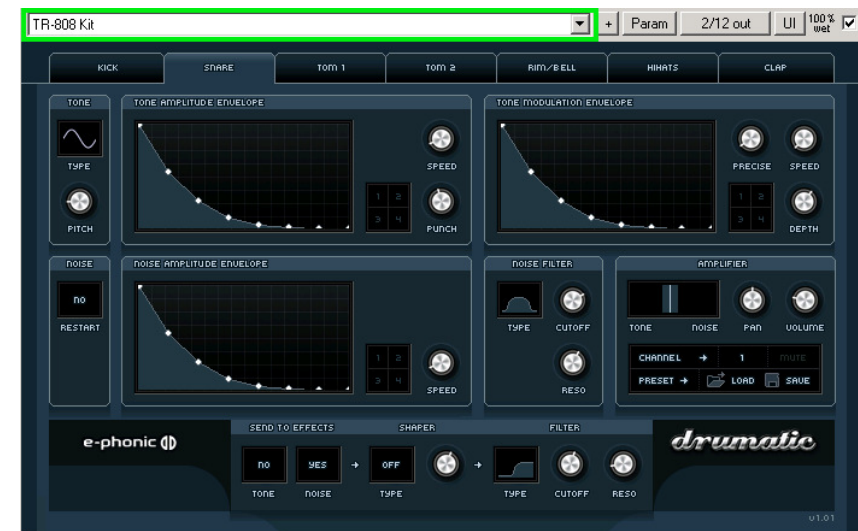 TR-808 Kit + Param 2/12 out UI 100% wet
KICK SNARE TOM 1 TOM 2 RIM/BELL HIHATS CLAP
TONE TONE AMPLITUDE ENVELOPE TONE MODULATION ENVELOPE
TYPE SPEED PRECISE SPEED
1 2 1 2
3 4 3 4
PITCH PUNCH DEPTH
NOISE NOISE AMPLITUDE ENVELOPE NOISE FILTER AMPLIFIER
NO
RESTART TYPE CUTOFF TONE NOISE PAN VOLUME
1 2 CHANNEL → 1 MUTE
3 4 PRESET → LOAD SAVE
SPEED RESO
SEND TO EFFECTS SHAPER FILTER
e-phonic drumatic
NO YES → OFF →
TONE NOISE TYPE TYPE CUTOFF RESO
v1.01